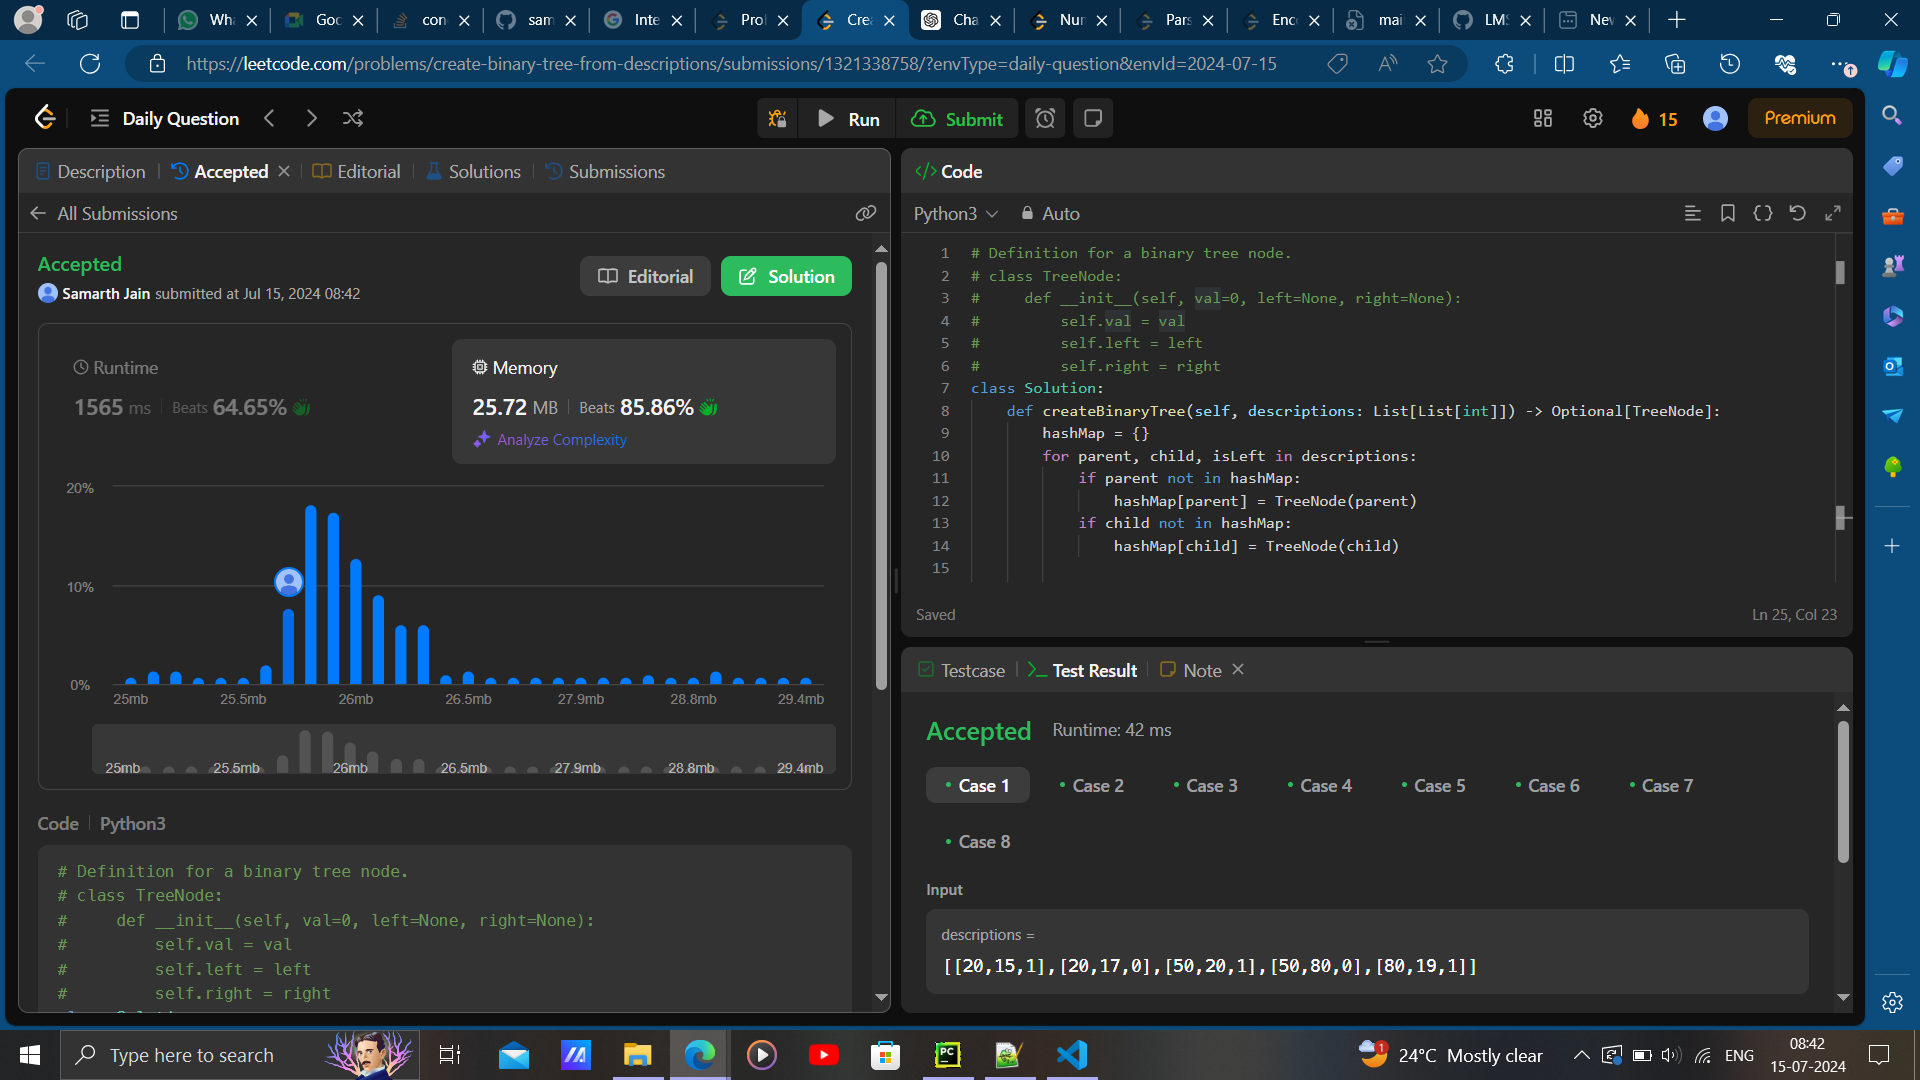 Wha
Goo
con
sam
Inte
Prol
Crea
Cha
Nur
Pars
Enc
mai
LMS
Nev
https://leetcode.com/problems/create-binary-tree-from-descriptions/submissions/1321338758/?envType=daily-question&envId=2024-07-15
Daily Question
Run
Submit
15
Premium
Description
Accepted
Editorial
Solutions
Submissions
All Submissions
Accepted
Editorial
Solution
Samarth Jain submitted at Jul 15, 2024 08:42
Runtime
1565 ms
Beats 64.65%
Memory
25.72 MB
Beats 85.86%
Analyze Complexity
20%
10%
0%
25mb 25.5mb 26mb 26.5mb 27.9mb 28.8mb 29.4mb
25mb 25.5mb 26mb 26.5mb 27.9mb 28.8mb 29.4mb
Code
Python3
# Definition for a binary tree node.
# class TreeNode:
#     def __init__(self, val=0, left=None, right=None):
#         self.val = val
#         self.left = left
#         self.right = right
Code
Python3
Auto
1 # Definition for a binary tree node.
2 # class TreeNode:
3 #     def __init__(self, val=0, left=None, right=None):
4 #         self.val = val
5 #         self.left = left
6 #         self.right = right
7 class Solution:
8     def createBinaryTree(self, descriptions: List[List[int]]) -> Optional[TreeNode]:
9         hashMap = {}
10         for parent, child, isLeft in descriptions:
11             if parent not in hashMap:
12                 hashMap[parent] = TreeNode(parent)
13             if child not in hashMap:
14                 hashMap[child] = TreeNode(child)
15
Saved
Ln 25, Col 23
Testcase
Test Result
Note
Accepted
Runtime: 42 ms
Case 1
Case 2
Case 3
Case 4
Case 5
Case 6
Case 7
Case 8
Input
descriptions =
[[20,15,1],[20,17,0],[50,20,1],[50,80,0],[80,19,1]]
Type here to search
PC
1
24°C Mostly clear
ENG
08:42
15-07-2024